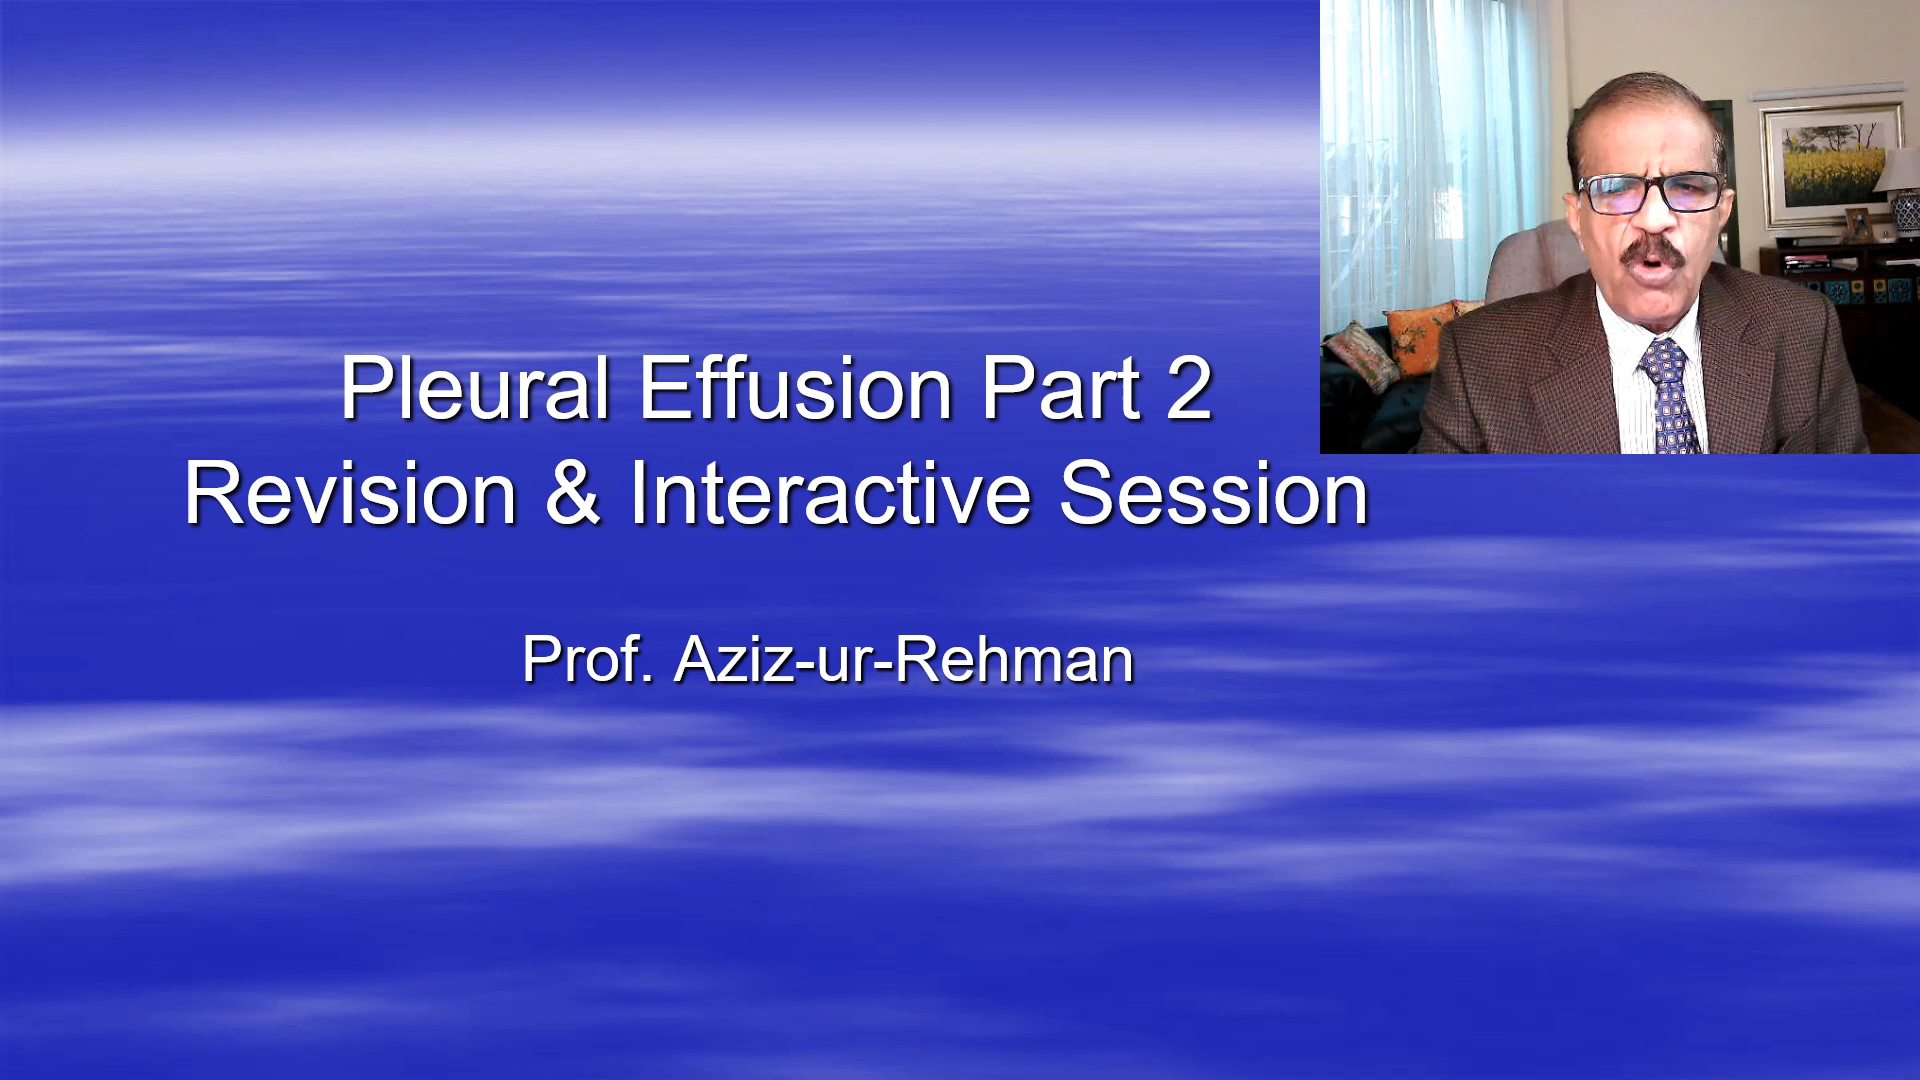 Pleural Effusion Part 2
Revision & Interactive Session
Prof. Aziz-ur-Rehman